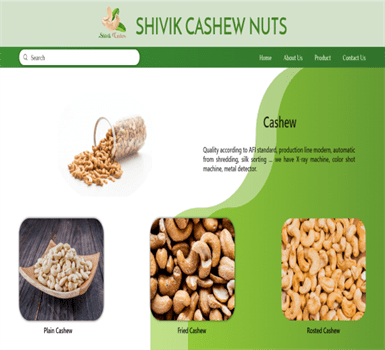 Shivik Cashew
SHIVIK CASHEW NUTS
Search
Home About Us Product Contact Us
Cashew
Quality according to AFI standard, production line modern, automatic
from shredding, silk sorting ... we have X-ray machine, color shot
machine, metal detector.
Plain Cashew
Fried Cashew
Rosted Cashew